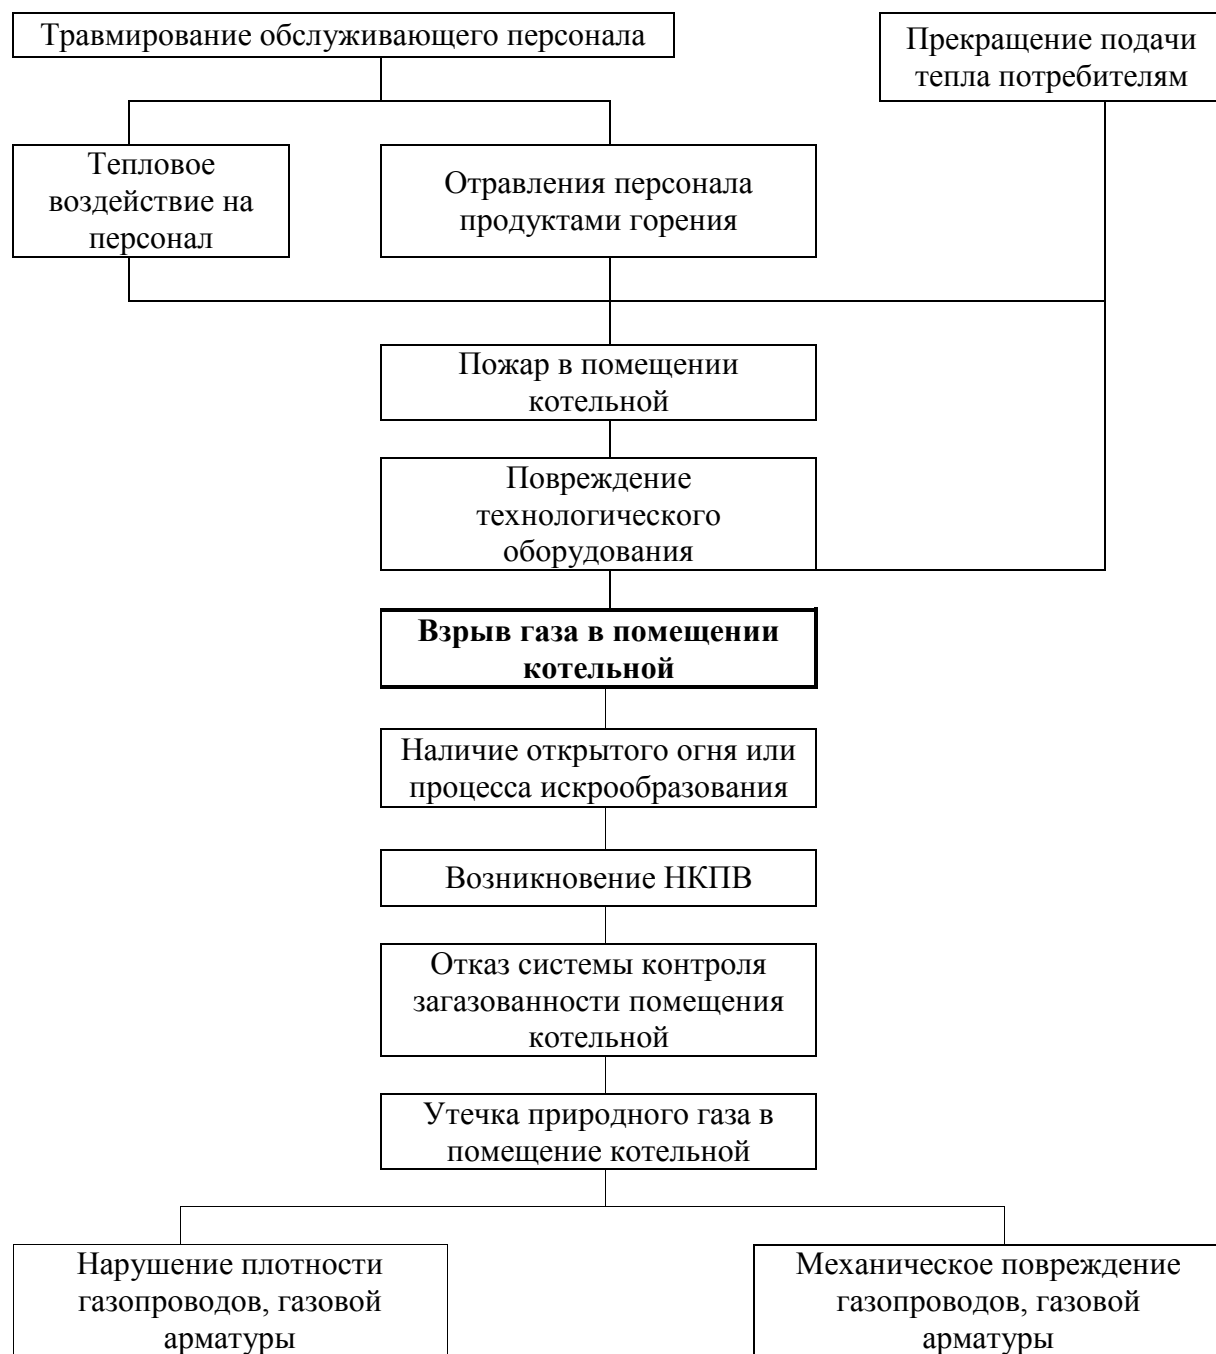 Травмирование обслуживающего персонала
Прекращение подачи
тепла потребителям
Тепловое
воздействие на
персонал
Отравления персонала
продуктами горения
Пожар в помещении
котельной
Повреждение
технологического
оборудования
Взрыв газа в помещении
котельной
Наличие открытого огня или
процесса искрообразования
Возникновение НКПВ
Отказ системы контроля
загазованности помещения
котельной
Утечка природного газа в
помещение котельной
Нарушение плотности
газопроводов, газовой
арматуры
Механическое повреждение
газопроводов, газовой
арматуры